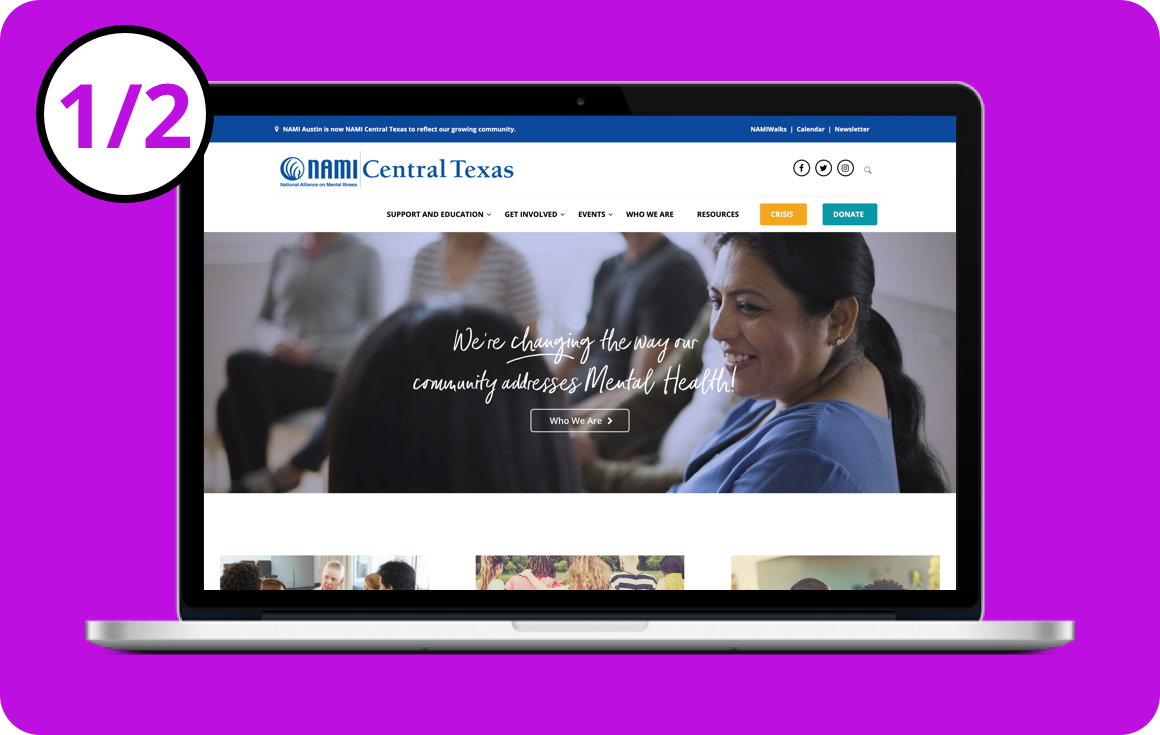 1/2
NAMI Austin is now NAMI Central Texas to reflect our growing community.
NAMIWalks | Calendar | Newsletter
NAMI Central Texas
National Alliance on Mental Illness
SUPPORT AND EDUCATION GET INVOLVED EVENTS WHO WE ARE RESOURCES CRISIS DONATE
We're changing the way our
community addresses Mental Health!
Who We Are